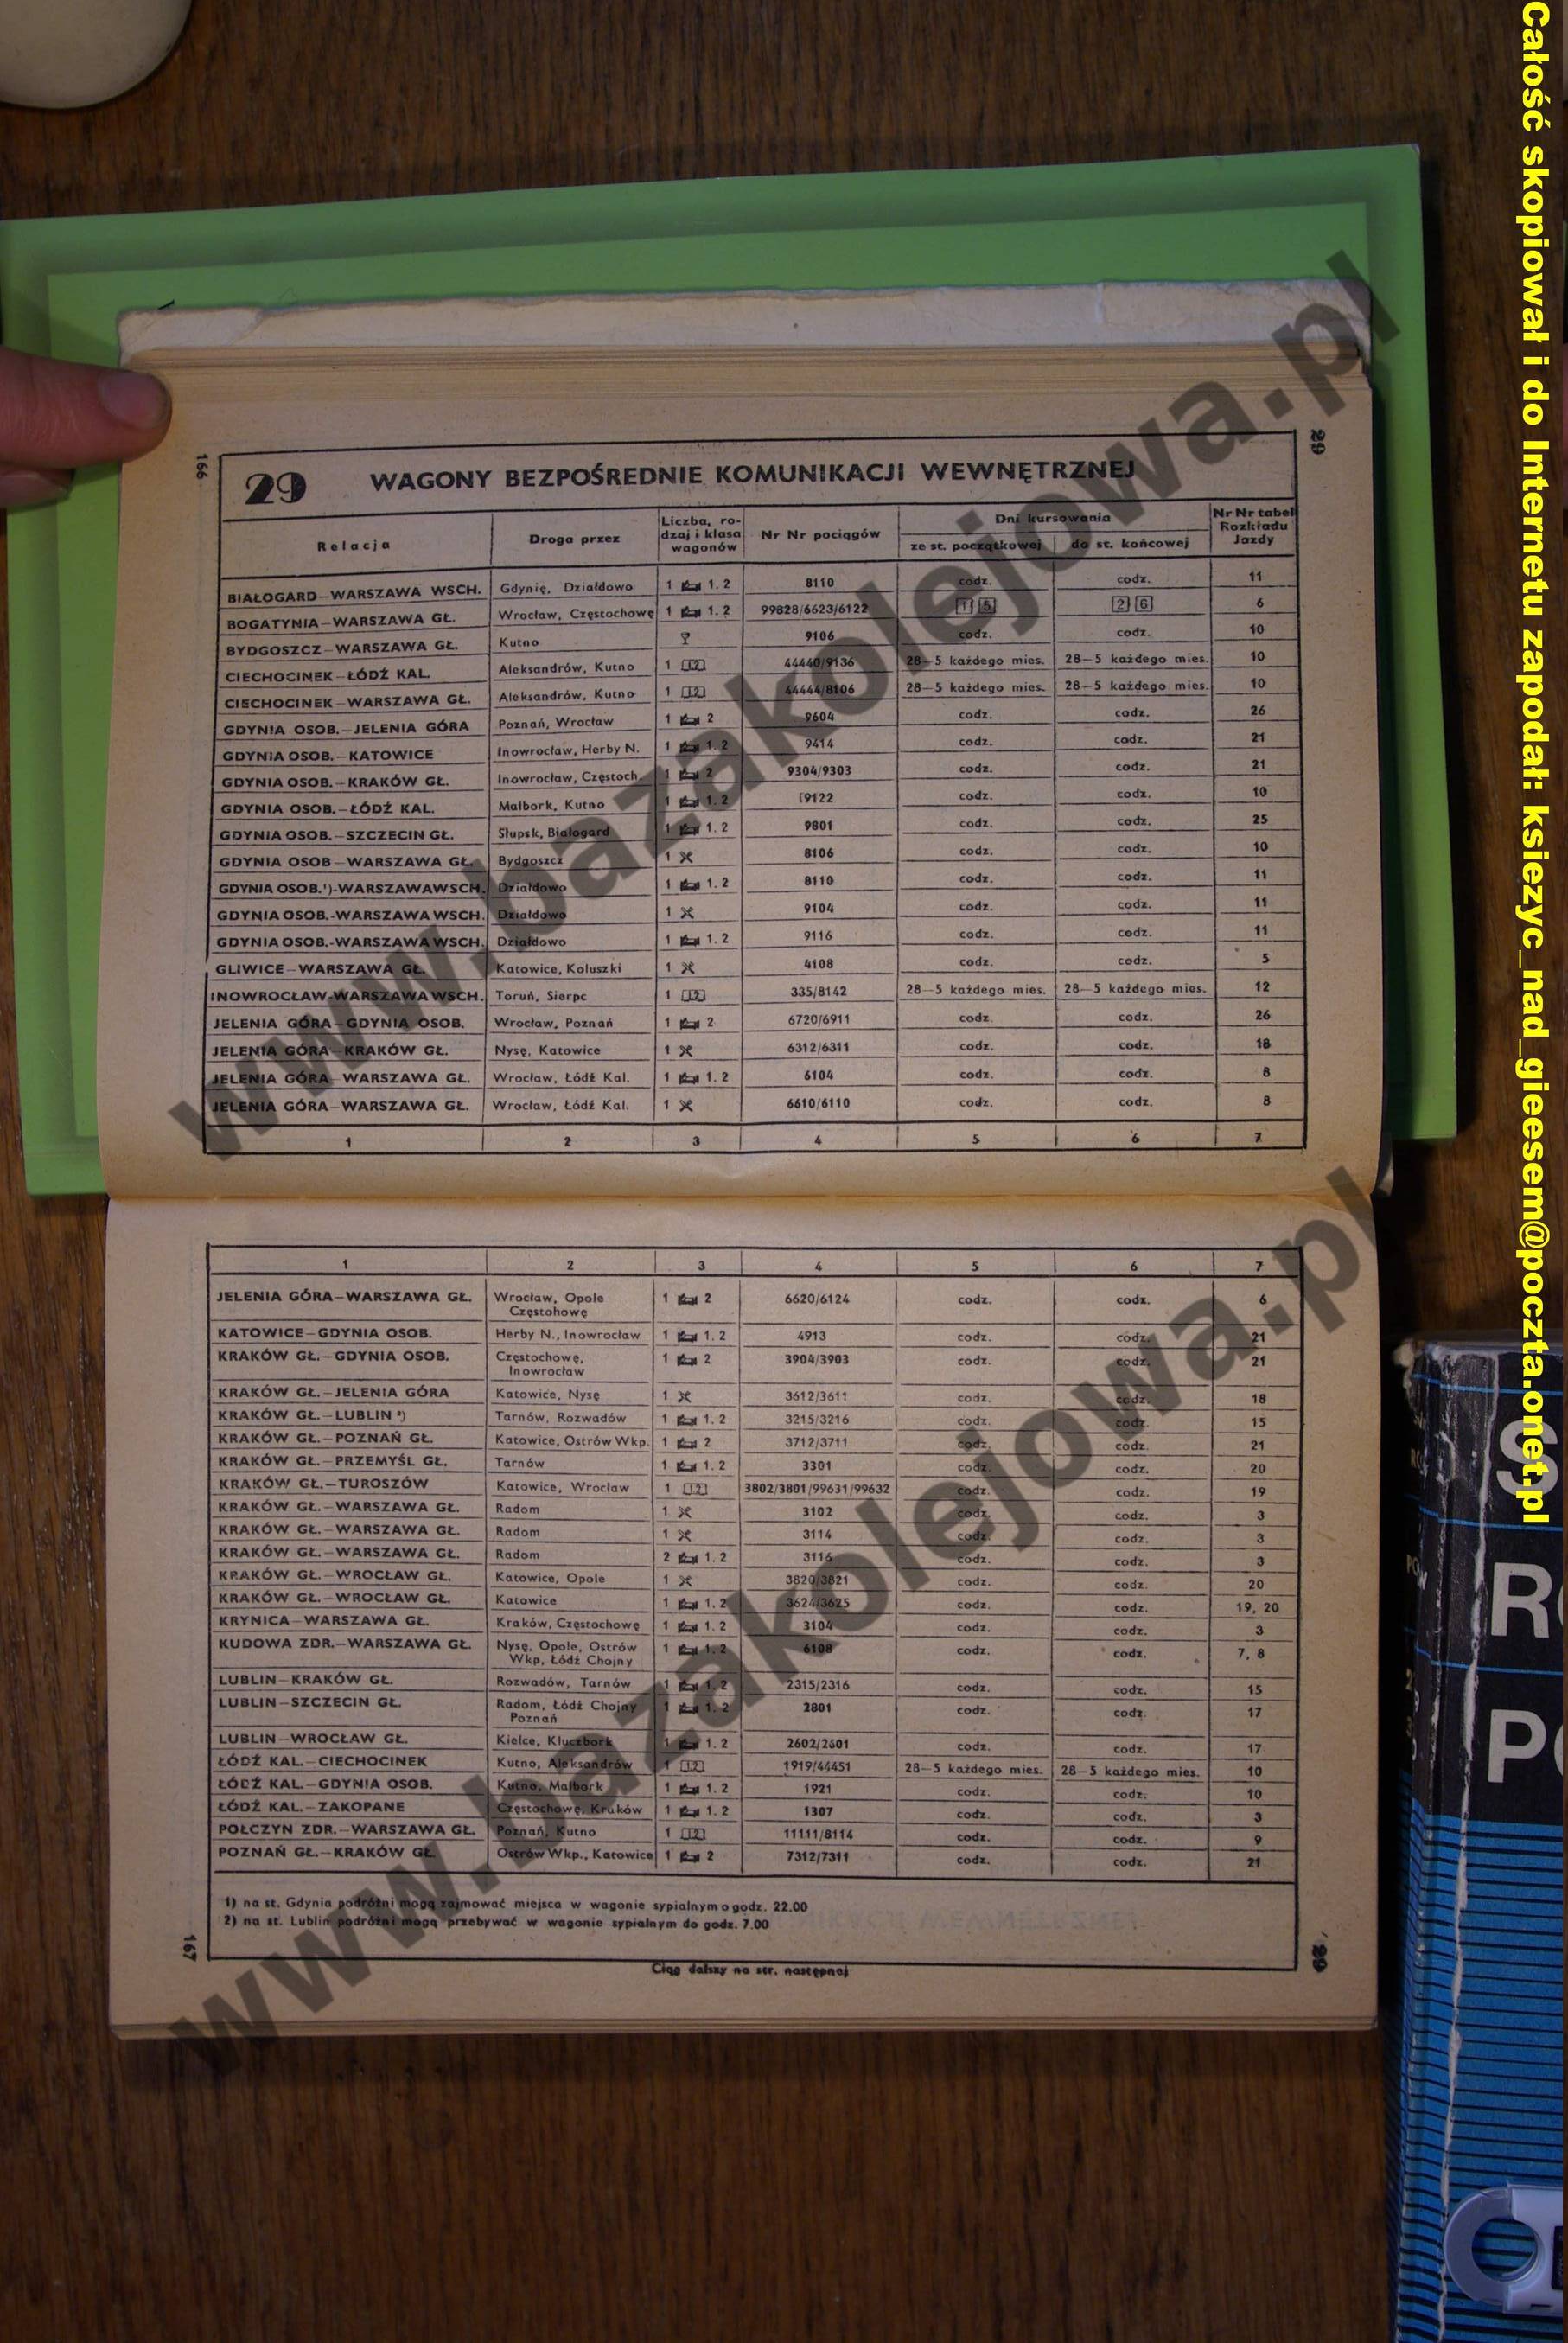 Całość skopiował i do Internetu zapodał: ksiezyc_nad_gieesem@poczta.onet.pl
www.bazakolejowa.pl
166
29
29 WAGONY BEZPOŚREDNIE KOMUNIKACJI WEWNĘTRZNEJ
Relacja Droga przez Liczba, rodzaj i klasa wagonów Nr Nr pociągów Dni kursowania ze st. początkowej do st. końcowej Nr Nr tabel Rozkładu Jazdy
BIAŁOGARD–WARSZAWA WSCH. Gdynię, Działdowo 1 1. 2 8110 codz. codz. 11
BOGATYNIA–WARSZAWA GŁ. Wrocław, Częstochowę 1 1. 2 99828/6623/6122 1 5 2 6 6
BYDGOSZCZ–WARSZAWA GŁ. Kutno 9106 codz. codz. 10
CIECHOCINEK–ŁÓDŹ KAL. Aleksandrów, Kutno 1 2 44440/9136 28–5 każdego mies. 28–5 każdego mies. 10
CIECHOCINEK–WARSZAWA GŁ. Aleksandrów, Kutno 1 2 44444/8106 28–5 każdego mies. 28–5 każdego mies. 10
GDYNIA OSOB.–JELENIA GÓRA Poznań, Wrocław 1 2 9604 codz. codz. 26
GDYNIA OSOB.–KATOWICE Inowrocław, Herby N. 1 1. 2 9414 codz. codz. 21
GDYNIA OSOB.–KRAKÓW GŁ. Inowrocław, Częstoch. 1 2 9304/9303 codz. codz. 21
GDYNIA OSOB.–ŁÓDŹ KAL. Malbork, Kutno 1 1. 2 9122 codz. codz. 10
GDYNIA OSOB.–SZCZECIN GŁ. Słupsk, Białogard 1 1. 2 9801 codz. codz. 25
GDYNIA OSOB–WARSZAWA GŁ. Bydgoszcz 1 8106 codz. codz. 10
GDYNIA OSOB.¹)-WARSZAWA WSCH. Działdowo 1 1. 2 8110 codz. codz. 11
GDYNIA OSOB.-WARSZAWA WSCH. Działdowo 1 9104 codz. codz. 11
GDYNIA OSOB.-WARSZAWA WSCH. Działdowo 1 1. 2 9116 codz. codz. 11
GLIWICE–WARSZAWA GŁ. Katowice, Koluszki 1 4108 codz. codz. 5
INOWROCŁAW-WARSZAWA WSCH. Toruń, Sierpc 1 2 335/8142 28–5 każdego mies. 28–5 każdego mies. 12
JELENIA GÓRA–GDYNIA OSOB. Wrocław, Poznań 1 2 6720/6911 codz. codz. 26
JELENIA GÓRA–KRAKÓW GŁ. Nysę, Katowice 1 6312/6311 codz. codz. 18
JELENIA GÓRA–WARSZAWA GŁ. Wrocław, Łódź Kal. 1 1. 2 6104 codz. codz. 8
JELENIA GÓRA–WARSZAWA GŁ. Wrocław, Łódź Kal. 1 6610/6110 codz. codz. 8
1 2 3 4 5 6 7
www.bazakolejowa.pl
1 2 3 4 5 6 7
JELENIA GÓRA–WARSZAWA GŁ. Wrocław, Opole Częstohowę 1 2 6620/6124 codz. codz. 6
KATOWICE–GDYNIA OSOB. Herby N., Inowrocław 1 1. 2 4913 codz. codz. 21
KRAKÓW GŁ.–GDYNIA OSOB. Częstochowę, Inowrocław 1 2 3904/3903 codz. codz. 21
KRAKÓW GŁ.–JELENIA GÓRA Katowice, Nysę 1 3612/3611 codz. codz. 18
KRAKÓW GŁ.–LUBLIN ²) Tarnów, Rozwadów 1 1. 2 3215/3216 codz. codz. 15
KRAKÓW GŁ.–POZNAŃ GŁ. Katowice, Ostrów Wkp. 1 2 3712/3711 codz. codz. 21
KRAKÓW GŁ.–PRZEMYŚL GŁ. Tarnów 1 1. 2 3301 codz. codz. 20
KRAKÓW GŁ.–TUROSZÓW Katowice, Wrocław 1 2 3802/3801/99631/99632 codz. codz. 19
KRAKÓW GŁ.–WARSZAWA GŁ. Radom 1 3102 codz. codz. 3
KRAKÓW GŁ.–WARSZAWA GŁ. Radom 1 3114 codz. codz. 3
KRAKÓW GŁ.–WARSZAWA GŁ. Radom 2 1. 2 3116 codz. codz. 3
KRAKÓW GŁ.–WROCŁAW GŁ. Katowice, Opole 1 3820/3821 codz. codz. 20
KRAKÓW GŁ.–WROCŁAW GŁ. Katowice 1 1. 2 3624/3625 codz. codz. 19, 20
KRYNICA–WARSZAWA GŁ. Kraków, Częstochowę 1 1. 2 3104 codz. codz. 3
KUDOWA ZDR.–WARSZAWA GŁ. Nysę, Opole, Ostrów Wkp, Łódź Chojny 1 1. 2 6108 codz. codz. 7, 8
LUBLIN–KRAKÓW GŁ. Rozwadów, Tarnów 1 1. 2 2315/2316 codz. codz. 15
LUBLIN–SZCZECIN GŁ. Radom, Łódź Chojny Poznań 1 1. 2 2801 codz. codz. 17
LUBLIN–WROCŁAW GŁ. Kielce, Kluczbork 1 1. 2 2602/2601 codz. codz. 17
ŁÓDŹ KAL.–CIECHOCINEK Kutno, Aleksandrów 1 2 1919/44451 28–5 każdego mies. 28–5 każdego mies. 10
ŁÓDŹ KAL.–GDYNIA OSOB. Kutno, Malbork 1 1. 2 1921 codz. codz. 10
ŁÓDŹ KAL.–ZAKOPANE Częstochowę, Kraków 1 1. 2 1307 codz. codz. 3
POŁCZYN ZDR.–WARSZAWA GŁ. Poznań, Kutno 1 2 11111/8114 codz. codz. 9
POZNAŃ GŁ.–KRAKÓW GŁ. Ostrów Wkp., Katowice 1 2 7312/7311 codz. codz. 21
1) na st. Gdynia podróżni mogą zajmować miejsca w wagonie sypialnym o godz. 22.00
2) na st. Lublin podróżni mogą przebywać w wagonie sypialnym do godz. 7.00
167
29
Ciąg dalszy na str. następnej